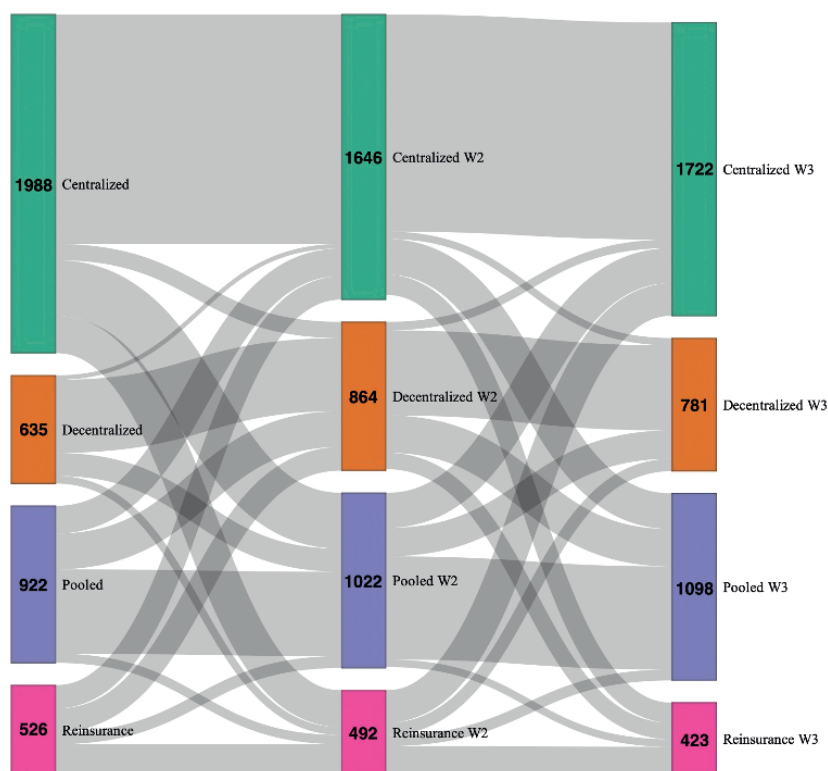 1988 Centralized
635 Decentralized
922 Pooled
526 Reinsurance
1646 Centralized W2
864 Decentralized W2
1022 Pooled W2
492 Reinsurance W2
1722 Centralized W3
781 Decentralized W3
1098 Pooled W3
423 Reinsurance W3